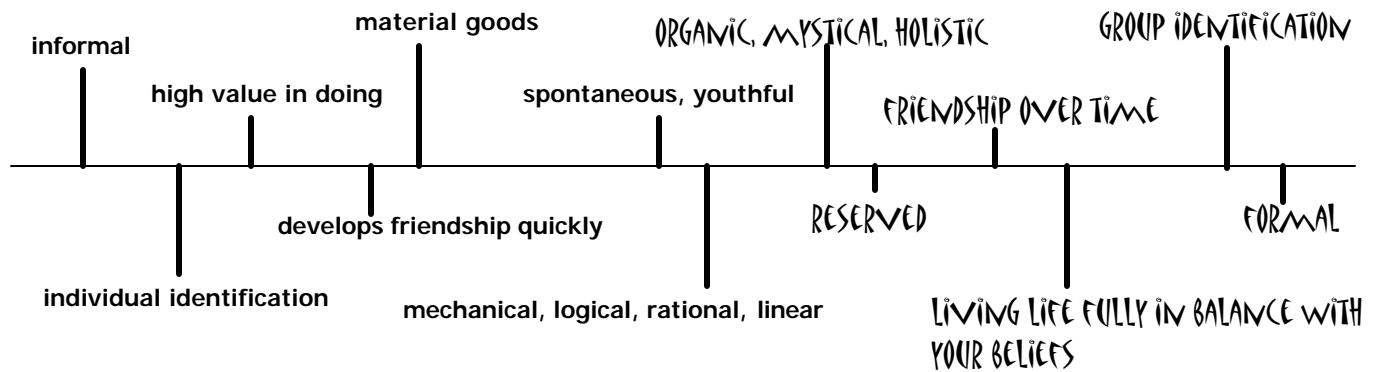 informal
material goods
ORGANIC, MYSTICAL, HOLISTIC
GROUP IDENTIFICATION
high value in doing
spontaneous, youthful
FRIENDSHIP OVER TIME
develops friendship quickly
RESERVED
FORMAL
individual identification
mechanical, logical, rational, linear
LIVING LIFE FULLY IN BALANCE WITH
YOUR BELIEFS